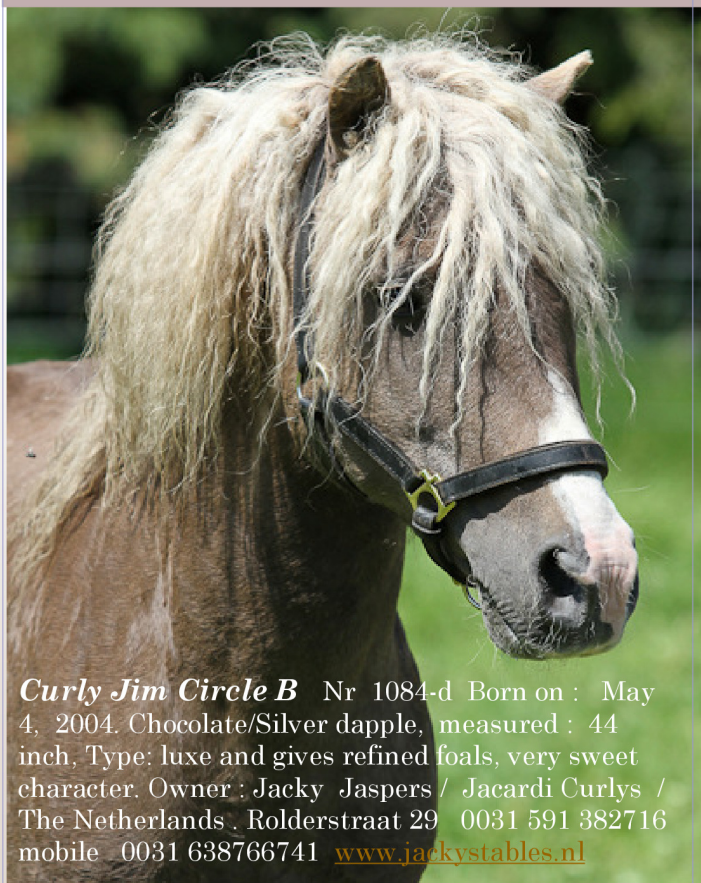 Curly Jim Circle B Nr 1084-d Born on : May
4, 2004. Chocolate/Silver dapple, measured : 44
inch, Type: luxe and gives refined foals, very sweet
character. Owner : Jacky Jaspers / Jacardi Curlys /
The Netherlands . Rolderstraat 29 0031 591 382716
mobile 0031 638766741 www.jackystables.nl